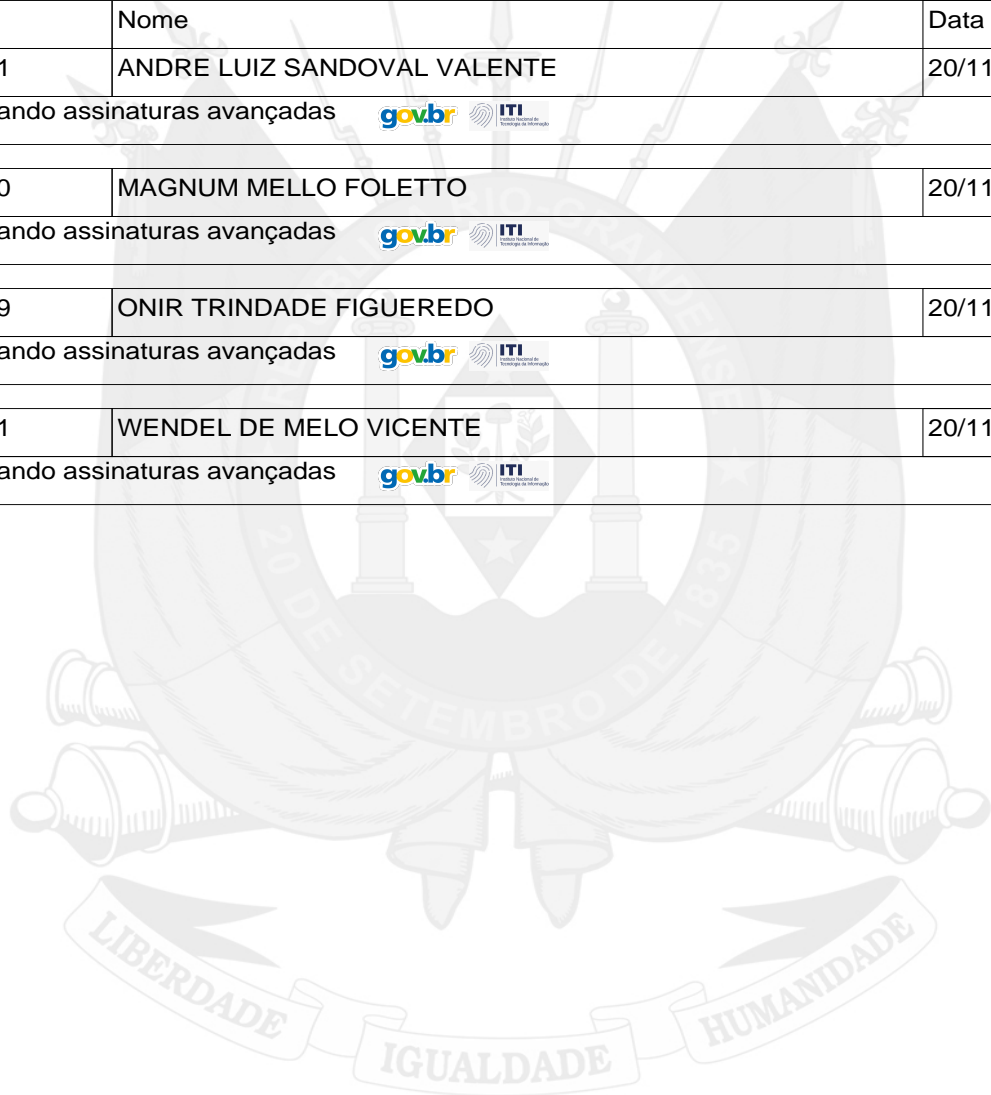 Nome Data
1 ANDRE LUIZ SANDOVAL VALENTE 20/11
ando assinaturas avançadas gov.br ITI
0 MAGNUM MELLO FOLETTO 20/11
ando assinaturas avançadas gov.br ITI
9 ONIR TRINDADE FIGUEREDO 20/11
ando assinaturas avançadas gov.br ITI
1 WENDEL DE MELO VICENTE 20/11
ando assinaturas avançadas gov.br ITI
20 DE SETEMBRO DE 1835
LIBERDADE IGUALDADE HUMANIDADE